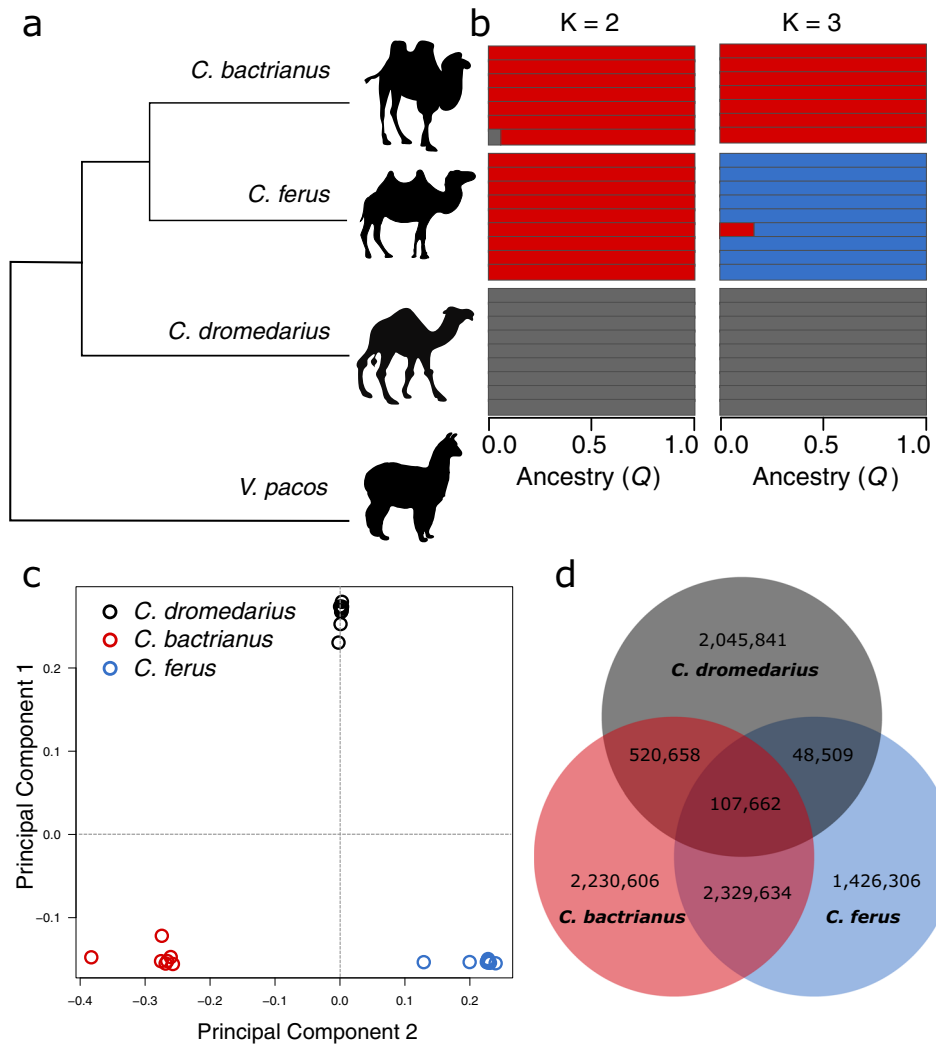 a
C. bactrianus
C. ferus
C. dromedarius
V. pacos
b
K = 2
K = 3
0.0 0.5 1.0
Ancestry (Q)
0.0 0.5 1.0
Ancestry (Q)
c
C. dromedarius
C. bactrianus
C. ferus
Principal Component 1
0.2
0.1
0.0
−0.1
−0.4 −0.3 −0.2 −0.1 0.0 0.1 0.2
Principal Component 2
d
2,045,841
C. dromedarius
520,658
48,509
107,662
2,230,606
C. bactrianus
2,329,634
1,426,306
C. ferus